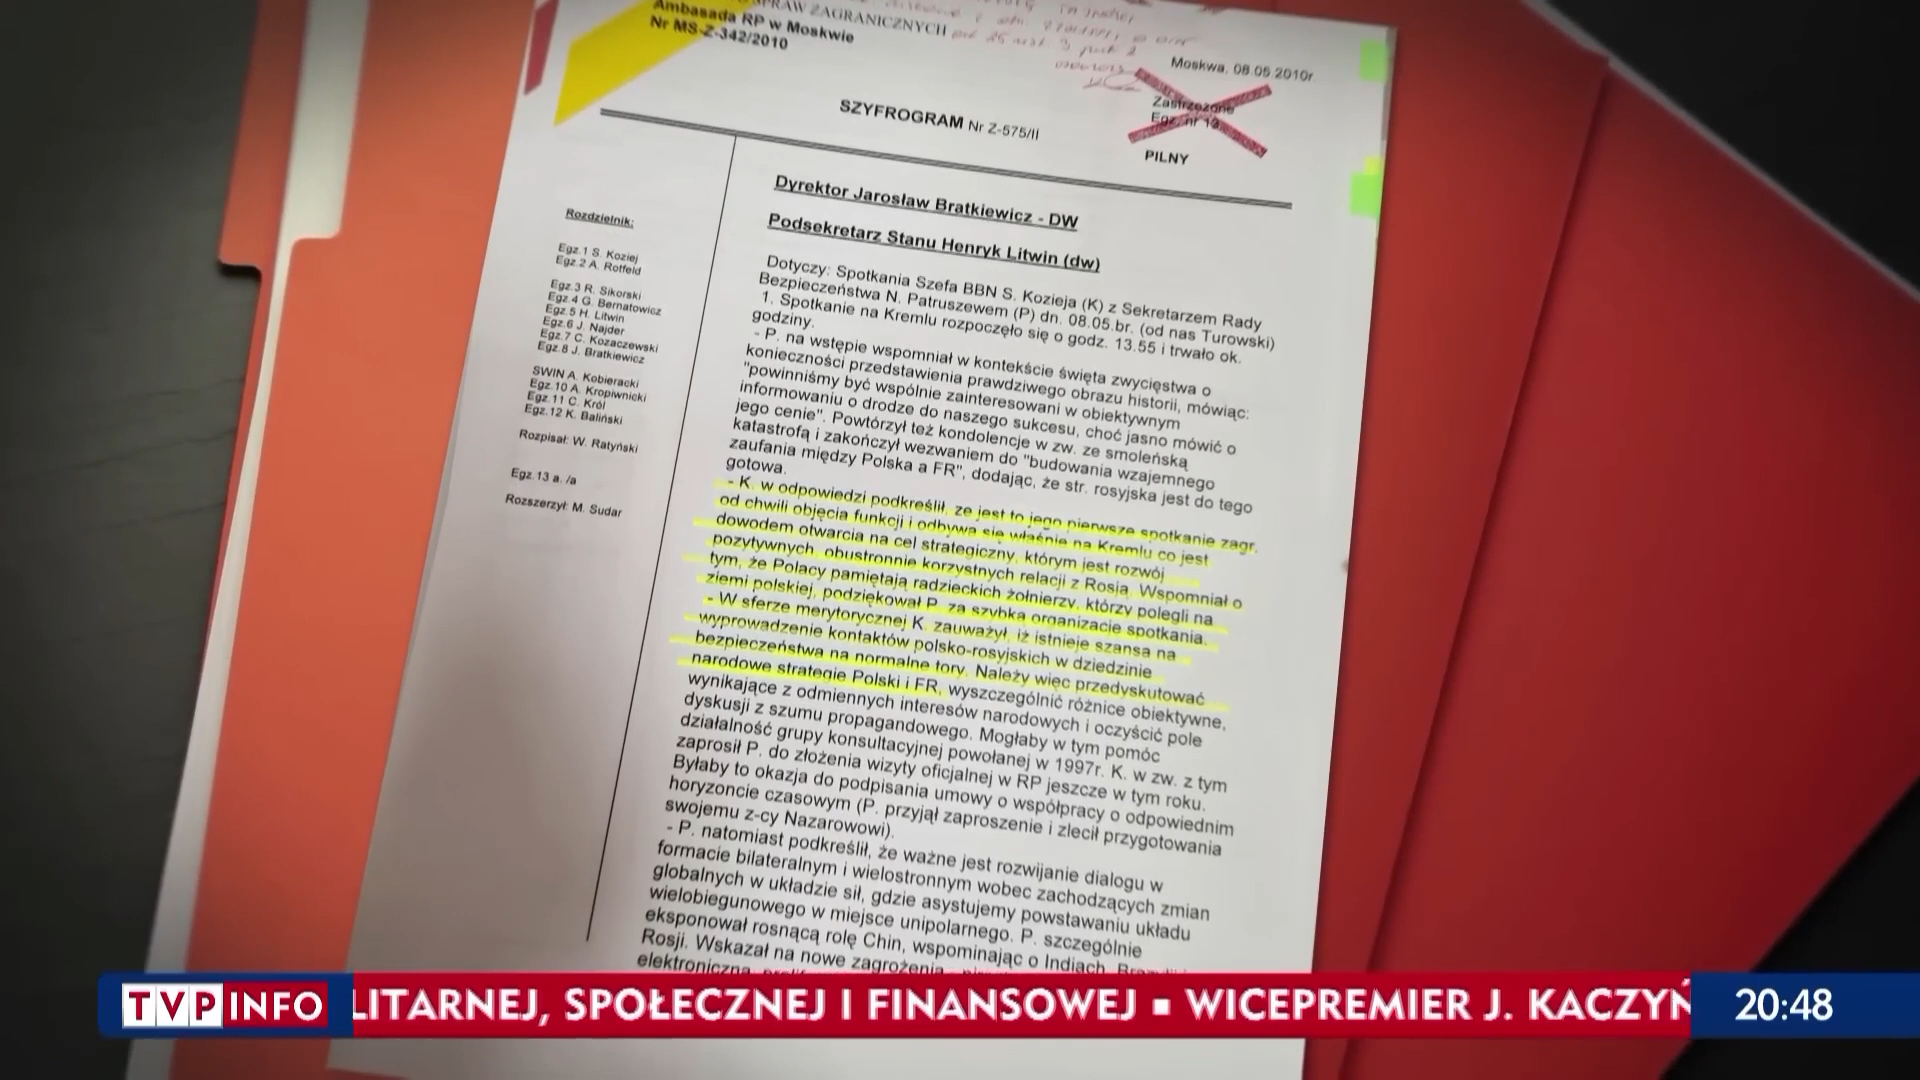 SPRAW ZAGRANICZNYCH
Ambasada RP w Moskwie
Nr MS-Z-342/2010
Moskwa, 08.05.2010r
Zastrzeżone
Egz. nr 13
PILNY
SZYFROGRAM Nr Z-575/II
Rozdzielnik:
Egz.1 S. Koziej
Egz.2 A. Rotfeld
Egz.3 R. Sikorski
Egz.4 G. Bernatowicz
Egz.5 H. Litwin
Egz.6 J. Najder
Egz.7 C. Kozaczewski
Egz.8 J. Bratkiewicz
SWIN A. Kobieracki
Egz.10 A. Kropiwnicki
Egz.11 C. Król
Egz.12 K. Baliński
Rozpisał: W. Ratyński
Egz.13 a. /a
Rozszerzył: M. Sudar
Dyrektor Jarosław Bratkiewicz - DW
Podsekretarz Stanu Henryk Litwin (dw)
Dotyczy: Spotkania Szefa BBN S. Kozieja (K) z Sekretarzem Rady
Bezpieczeństwa N. Patruszewem (P) dn. 08.05.br. (od nas Turowski)
1. Spotkanie na Kremlu rozpoczęło się o godz. 13.55 i trwało ok.
godziny.
- P. na wstępie wspomniał w kontekście święta zwycięstwa o
konieczności przedstawienia prawdziwego obrazu historii, mówiąc:
"powinniśmy być wspólnie zainteresowani w obiektywnym
informowaniu o drodze do naszego sukcesu, choć jasno mówić o
jego cenie". Powtórzył też kondolencje w zw. ze smoleńską
katastrofą i zakończył wezwaniem do "budowania wzajemnego
zaufania między Polska a FR", dodając, że str. rosyjska jest do tego
gotowa.
- K. w odpowiedzi podkreślił, ze jest to jego pierwsze spotkanie zagr.
od chwili objęcia funkcji i odbywa się właśnie na Kremlu co jest
dowodem otwarcia na cel strategiczny, którym jest rozwój
pozytywnych, obustronnie korzystnych relacji z Rosją. Wspomniał o
tym, że Polacy pamiętają radzieckich żołnierzy, którzy polegli na
ziemi polskiej, podziękował P. za szybką organizację spotkania.
- W sferze merytorycznej K. zauważył, iż istnieje szansa na
wyprowadzenie kontaktów polsko-rosyjskich w dziedzinie
bezpieczeństwa na normalne tory. Należy więc przedyskutować
narodowe strategie Polski i FR, wyszczególnić różnice obiektywne,
wynikające z odmiennych interesów narodowych i oczyścić pole
dyskusji z szumu propagandowego. Mogłaby w tym pomóc
działalność grupy konsultacyjnej powołanej w 1997r. K. w zw. z tym
zaprosił P. do złożenia wizyty oficjalnej w RP jeszcze w tym roku.
Byłaby to okazja do podpisania umowy o współpracy o odpowiednim
horyzoncie czasowym (P. przyjął zaproszenie i zlecił przygotowania
swojemu z-cy Nazarowowi).
- P. natomiast podkreślił, że ważne jest rozwijanie dialogu w
formacie bilateralnym i wielostronnym wobec zachodzących zmian
globalnych w układzie sił, gdzie asystujemy powstawaniu układu
wielobiegunowego w miejsce unipolarnego. P. szczególnie
eksponował rosnącą rolę Chin, wspominając o Indiach,
Rosji. Wskazał na nowe zagrożenia
elektroniczną,
TVP INFO
LITARNEJ, SPOŁECZNEJ I FINANSOWEJ ▪ WICEPREMIER J. KACZYŃ
20:48